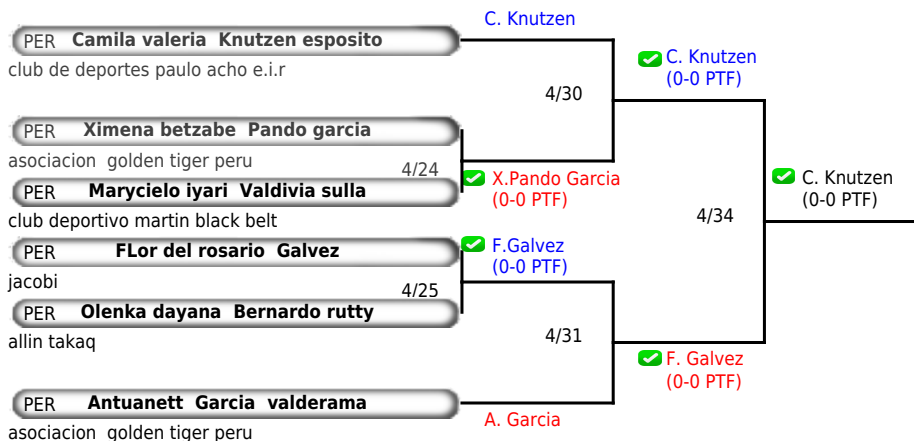 C. Knutzen
PER Camila valeria Knutzen esposito
club de deportes paulo acho e.i.r
C. Knutzen
(0-0 PTF)
4/30
PER Ximena betzabe Pando garcia
asociacion golden tiger peru
4/24
X.Pando Garcia
(0-0 PTF)
PER Marycielo iyari Valdivia sulla
club deportivo martin black belt
C. Knutzen
(0-0 PTF)
4/34
PER FLor del rosario Galvez
jacobi
F.Galvez
(0-0 PTF)
4/25
PER Olenka dayana Bernardo rutty
allin takaq
4/31
F. Galvez
(0-0 PTF)
PER Antuanett Garcia valderama
asociacion golden tiger peru
A. Garcia